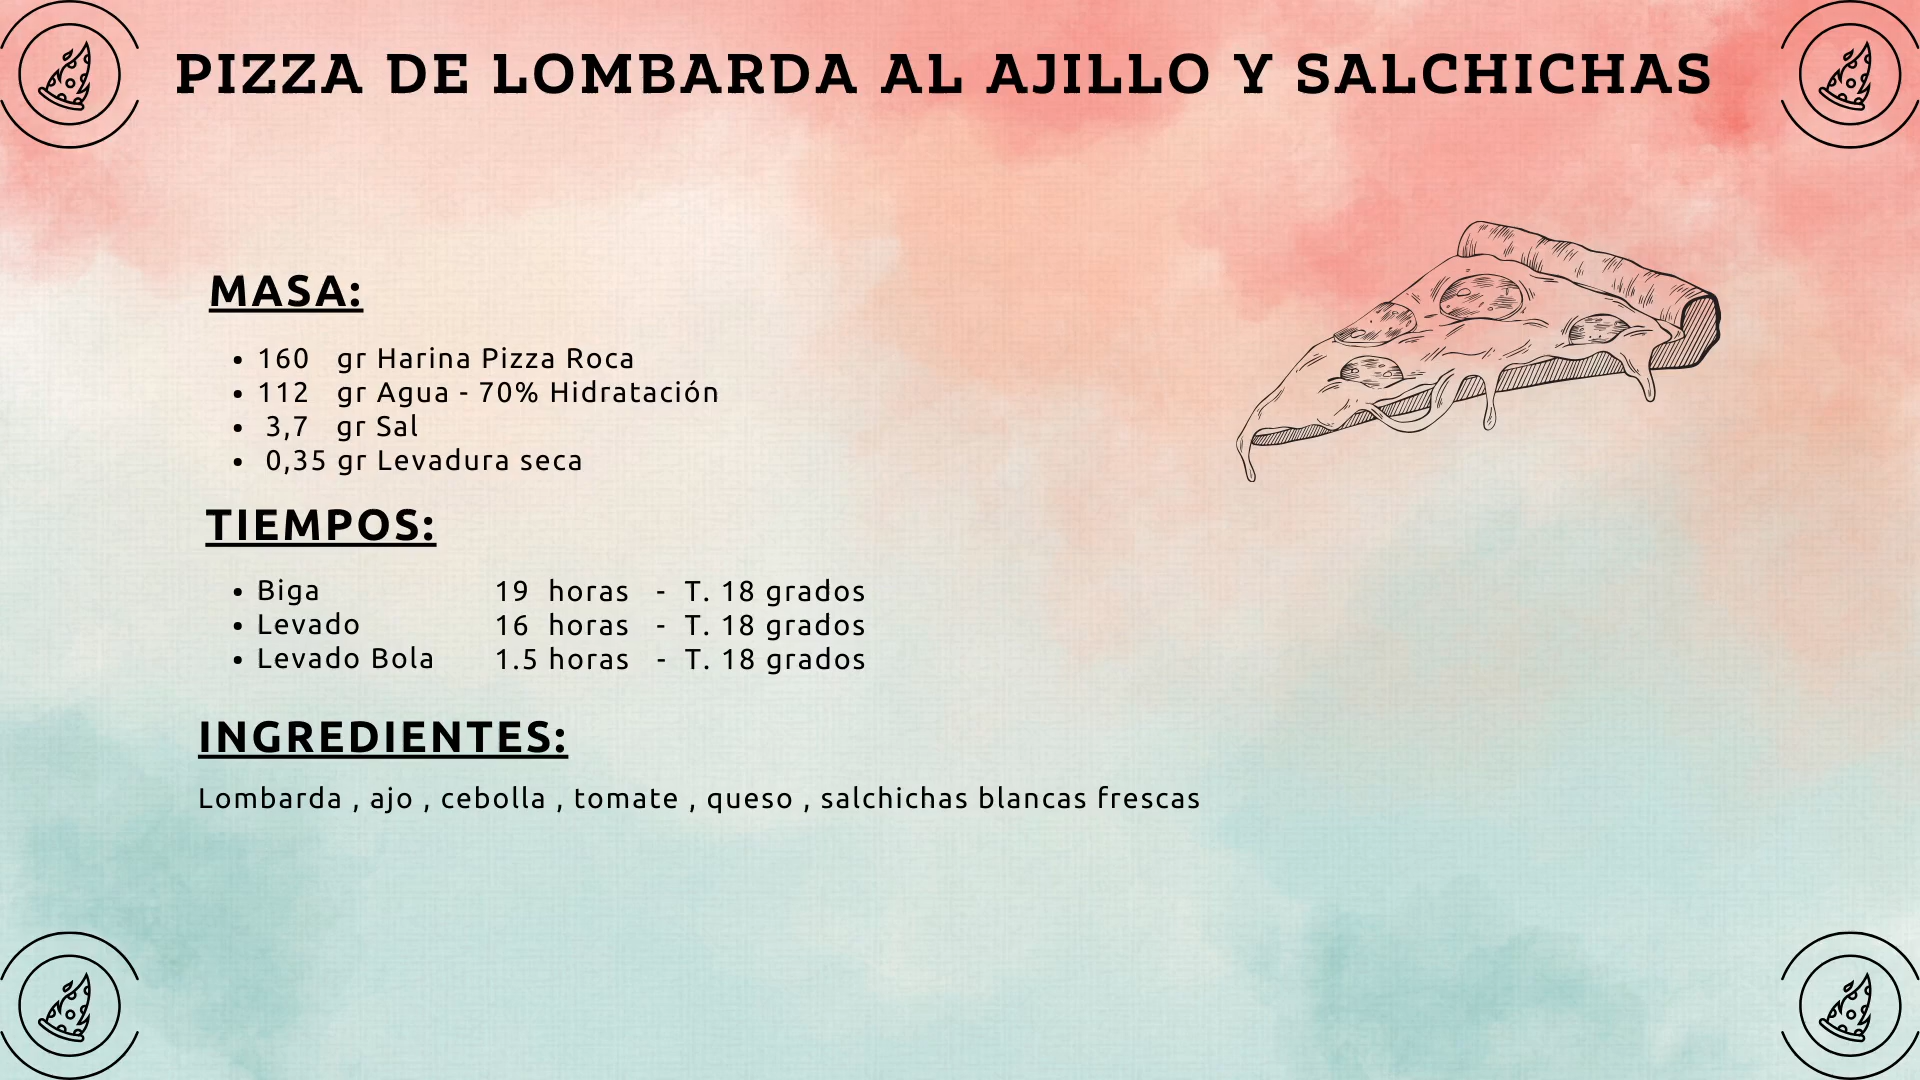 PIZZA DE LOMBARDA AL AJILLO Y SALCHICHAS
MASA:
• 160 gr Harina Pizza Roca
• 112 gr Agua - 70% Hidratación
• 3,7 gr Sal
• 0,35 gr Levadura seca
TIEMPOS:
• Biga 19 horas - T. 18 grados
• Levado 16 horas - T. 18 grados
• Levado Bola 1.5 horas - T. 18 grados
INGREDIENTES:
Lombarda , ajo , cebolla , tomate , queso , salchichas blancas frescas